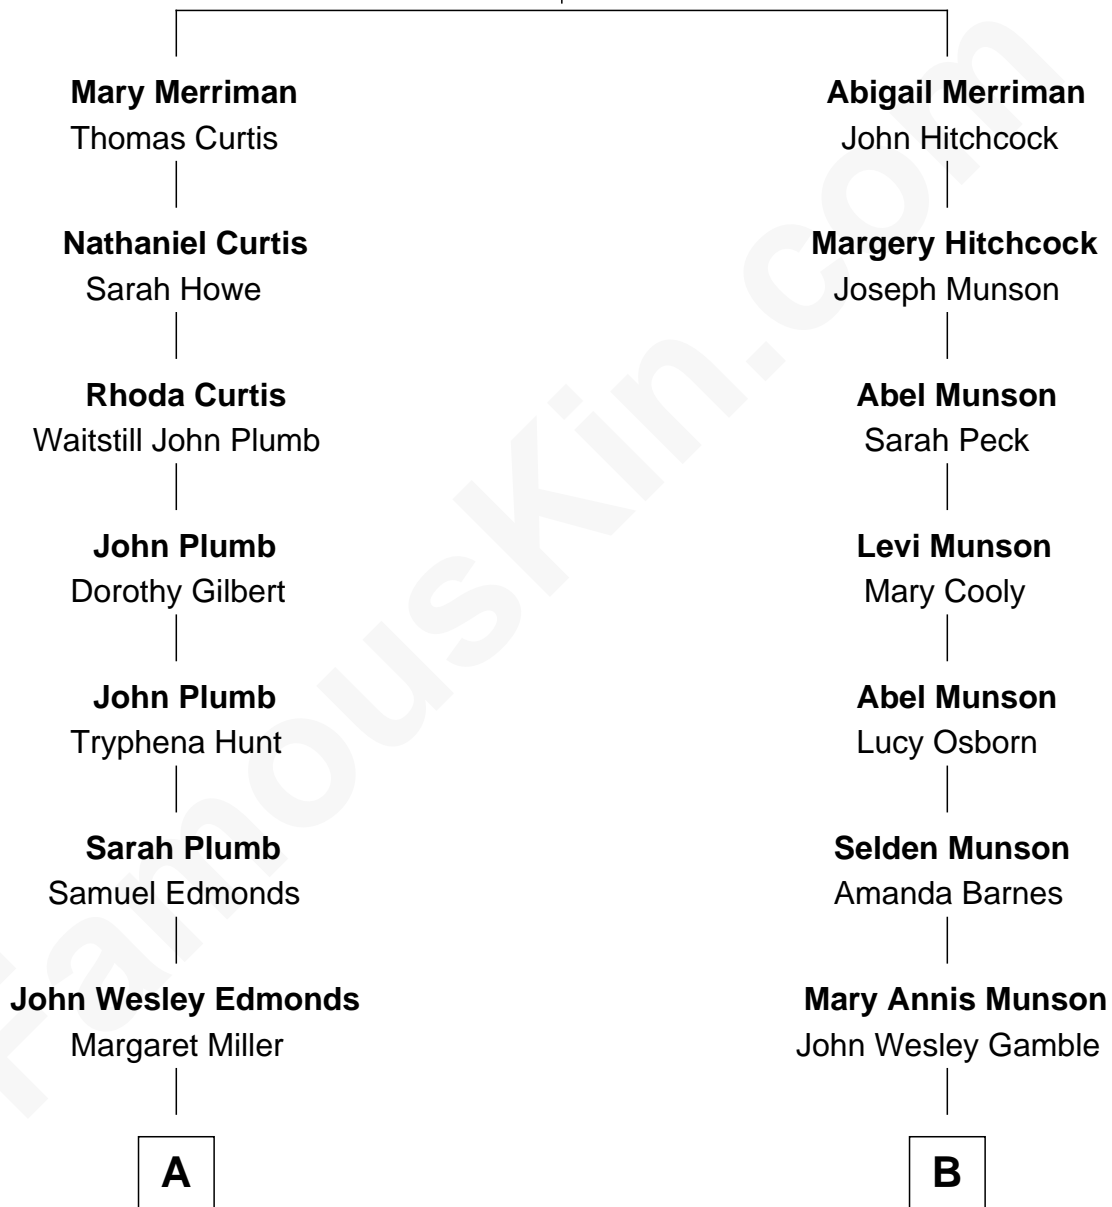 Mary Merriman
Thomas Curtis
Nathaniel Curtis
Sarah Howe
Rhoda Curtis
Waitstill John Plumb
John Plumb
Dorothy Gilbert
John Plumb
Tryphena Hunt
Sarah Plumb
Samuel Edmonds
John Wesley Edmonds
Margaret Miller
A
Abigail Merriman
John Hitchcock
Margery Hitchcock
Joseph Munson
Abel Munson
Sarah Peck
Levi Munson
Mary Cooly
Abel Munson
Lucy Osborn
Selden Munson
Amanda Barnes
Mary Annis Munson
John Wesley Gamble
B
FamousKin.com